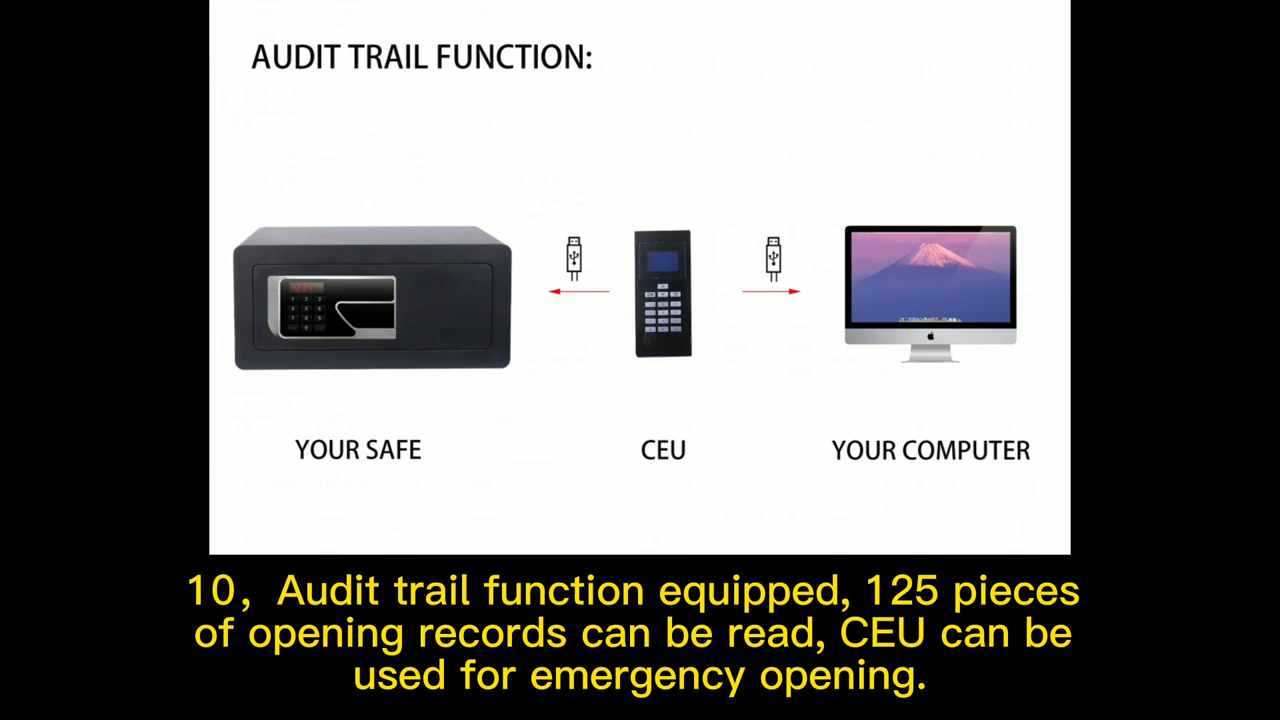 AUDIT TRAIL FUNCTION:
YOUR SAFE
CEU
YOUR COMPUTER
10，Audit trail function equipped, 125 pieces
of opening records can be read, CEU can be
used for emergency opening.